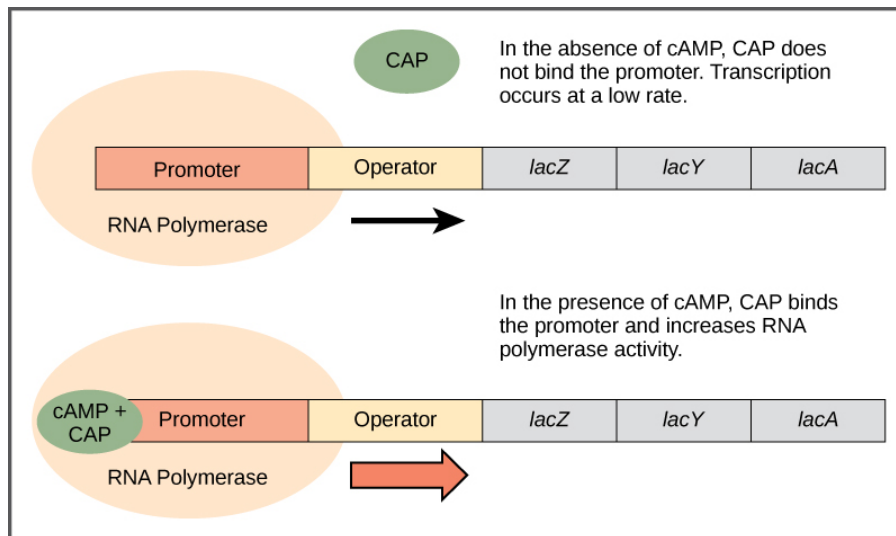 CAP
In the absence of cAMP, CAP does
not bind the promoter. Transcription
occurs at a low rate.
Promoter Operator lacZ lacY lacA
RNA Polymerase
In the presence of cAMP, CAP binds
the promoter and increases RNA
polymerase activity.
cAMP +
CAP
Promoter Operator lacZ lacY lacA
RNA Polymerase